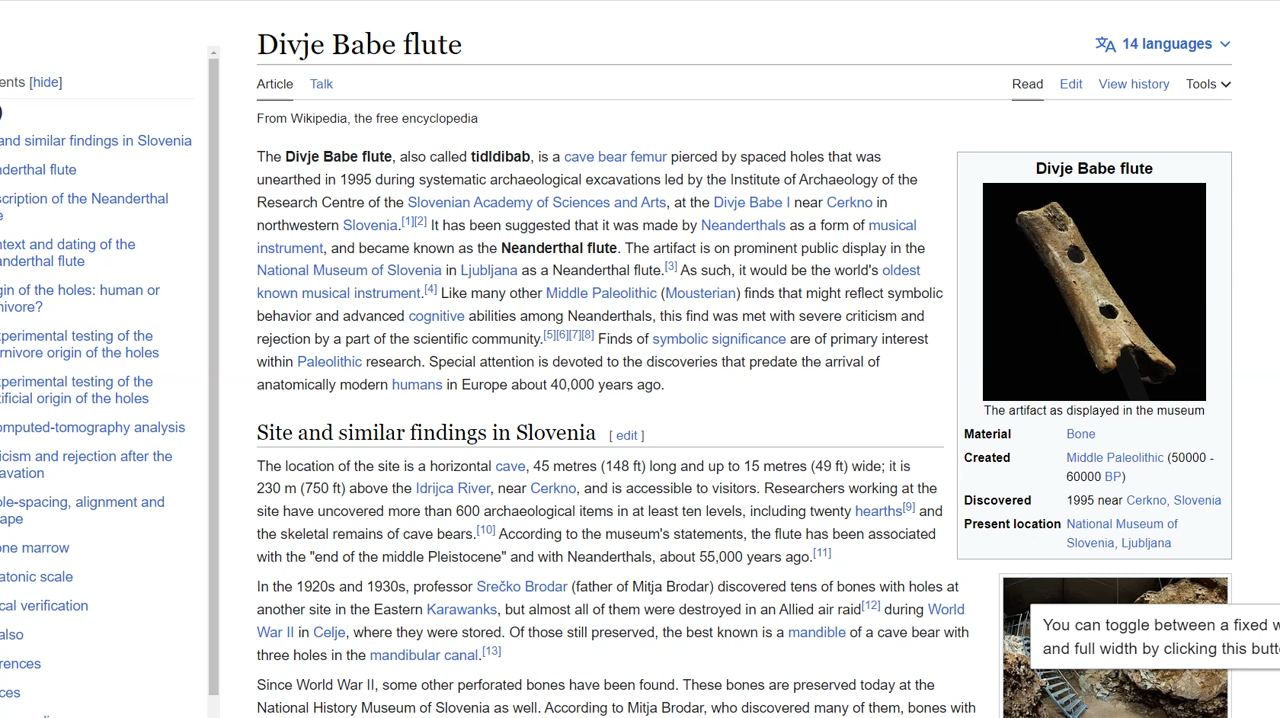 Divje Babe flute
14 languages
Article Talk
Read Edit View history Tools
From Wikipedia, the free encyclopedia
ents [hide]
and similar findings in Slovenia
nderthal flute
scription of the Neanderthal
e
ntext and dating of the
anderthal flute
gin of the holes: human or
nivore?
xperimental testing of the
rnivore origin of the holes
xperimental testing of the
tificial origin of the holes
omputed-tomography analysis
icism and rejection after the
avation
ole-spacing, alignment and
ape
one marrow
atonic scale
cal verification
also
rences
ces
The Divje Babe flute, also called tidldibab, is a cave bear femur pierced by spaced holes that was
unearthed in 1995 during systematic archaeological excavations led by the Institute of Archaeology of the
Research Centre of the Slovenian Academy of Sciences and Arts, at the Divje Babe I near Cerkno in
northwestern Slovenia.[1][2] It has been suggested that it was made by Neanderthals as a form of musical
instrument, and became known as the Neanderthal flute. The artifact is on prominent public display in the
National Museum of Slovenia in Ljubljana as a Neanderthal flute.[3] As such, it would be the world's oldest
known musical instrument.[4] Like many other Middle Paleolithic (Mousterian) finds that might reflect symbolic
behavior and advanced cognitive abilities among Neanderthals, this find was met with severe criticism and
rejection by a part of the scientific community.[5][6][7][8] Finds of symbolic significance are of primary interest
within Paleolithic research. Special attention is devoted to the discoveries that predate the arrival of
anatomically modern humans in Europe about 40,000 years ago.
Site and similar findings in Slovenia [ edit ]
The location of the site is a horizontal cave, 45 metres (148 ft) long and up to 15 metres (49 ft) wide; it is
230 m (750 ft) above the Idrijca River, near Cerkno, and is accessible to visitors. Researchers working at the
site have uncovered more than 600 archaeological items in at least ten levels, including twenty hearths[9] and
the skeletal remains of cave bears.[10] According to the museum's statements, the flute has been associated
with the "end of the middle Pleistocene" and with Neanderthals, about 55,000 years ago.[11]
In the 1920s and 1930s, professor Srečko Brodar (father of Mitja Brodar) discovered tens of bones with holes at
another site in the Eastern Karawanks, but almost all of them were destroyed in an Allied air raid[12] during World
War II in Celje, where they were stored. Of those still preserved, the best known is a mandible of a cave bear with
three holes in the mandibular canal.[13]
Since World War II, some other perforated bones have been found. These bones are preserved today at the
National History Museum of Slovenia as well. According to Mitja Brodar, who discovered many of them, bones with
Divje Babe flute
The artifact as displayed in the museum
Material Bone
Created Middle Paleolithic (50000 -
60000 BP)
Discovered 1995 near Cerkno, Slovenia
Present location National Museum of
Slovenia, Ljubljana
You can toggle between a fixed w
and full width by clicking this butt